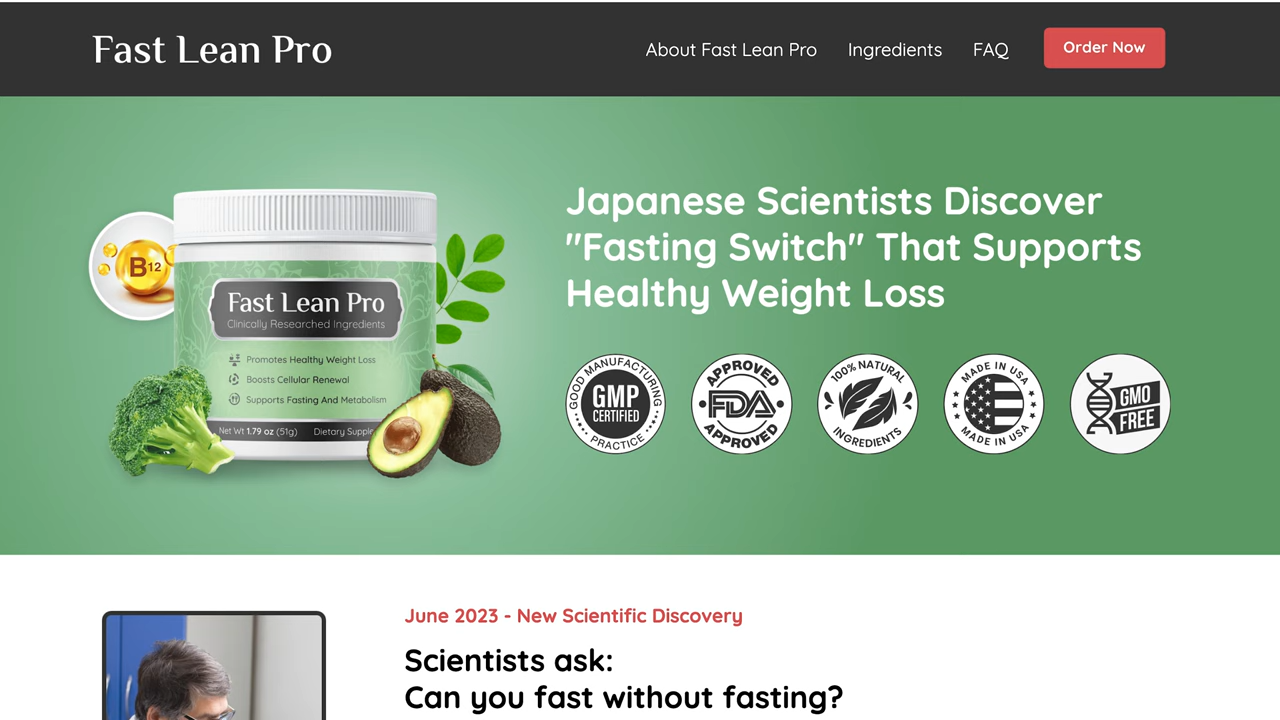 Fast Lean Pro
About Fast Lean Pro
Ingredients
FAQ
Order Now
B12
Fast Lean Pro
Clinically Researched Ingredients
Promotes Healthy Weight Loss
Boosts Cellular Renewal
Supports Fasting And Metabolism
Net Wt 1.79 oz (51g) Dietary
Japanese Scientists Discover
"Fasting Switch" That Supports
Healthy Weight Loss
GOOD MANUFACTURING
GMP
CERTIFIED
PRACTICE
APPROVED
FDA
APPROVED
100% NATURAL
INGREDIENTS
MADE IN USA
MADE IN USA
GMO
FREE
June 2023 - New Scientific Discovery
Scientists ask:
Can you fast without fasting?